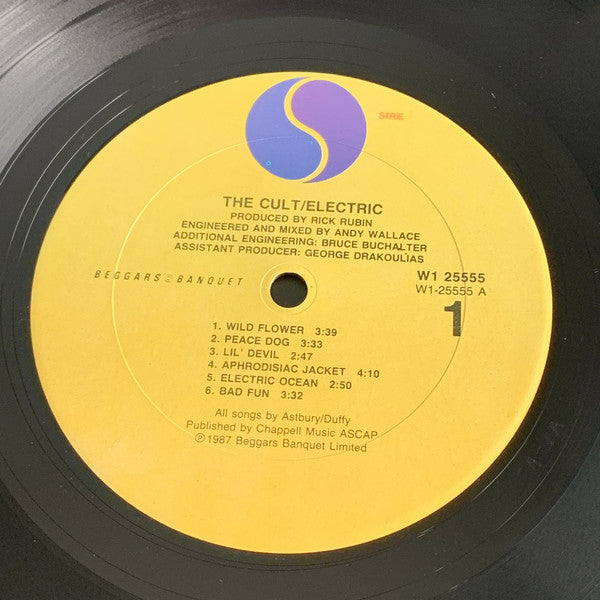 SIRE
THE CULT/ELECTRIC
PRODUCED BY RICK RUBIN
ENGINEERED AND MIXED BY ANDY WALLACE
ADDITIONAL ENGINEERING: BRUCE BUCHALTER
ASSISTANT PRODUCER: GEORGE DRAKOULIAS
BEGGARS BANQUET
W1 25555
W1-25555 A
1
1. WILD FLOWER 3:39
2. PEACE DOG 3:33
3. LIL' DEVIL 2:47
4. APHRODISIAC JACKET 4:10
5. ELECTRIC OCEAN 2:50
6. BAD FUN 3:32
All songs by Astbury/Duffy
Published by Chappell Music ASCAP
℗1987 Beggars Banquet Limited